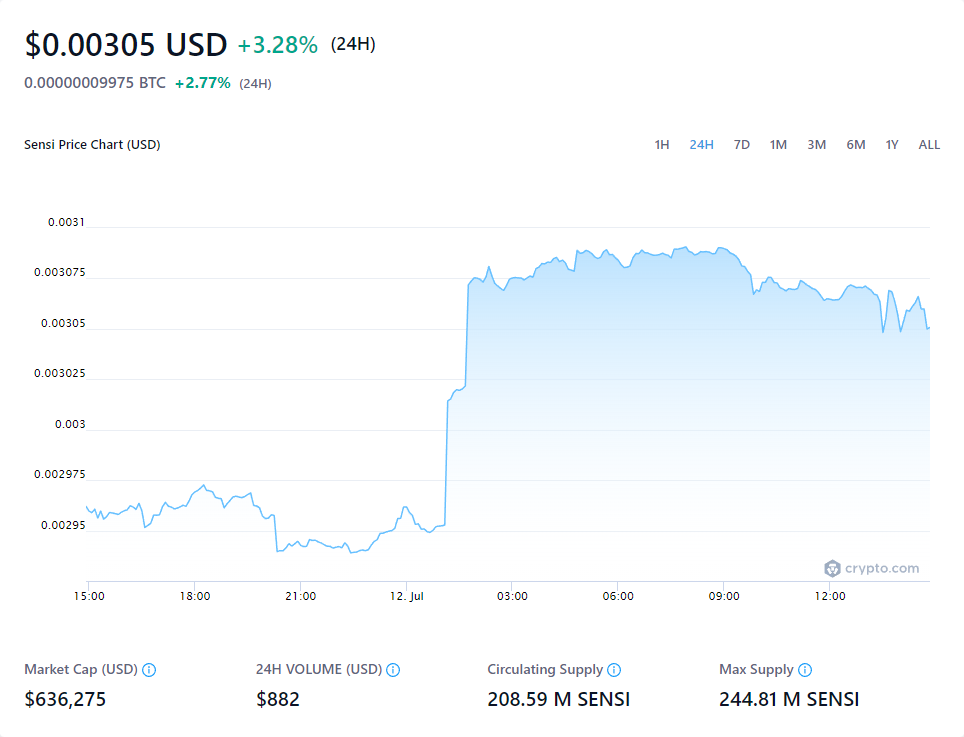 $0.00305 USD +3.28% (24H)
0.00000009975 BTC +2.77% (24H)
Sensi Price Chart (USD) 1H 24H 7D 1M 3M 6M 1Y ALL
0.0031
0.003075
0.00305
0.003025
0.003
0.002975
0.00295
crypto.com
15:00 18:00 21:00 12. Jul 03:00 06:00 09:00 12:00
Market Cap (USD) 24H VOLUME (USD) Circulating Supply Max Supply
$636,275 $882 208.59 M SENSI 244.81 M SENSI